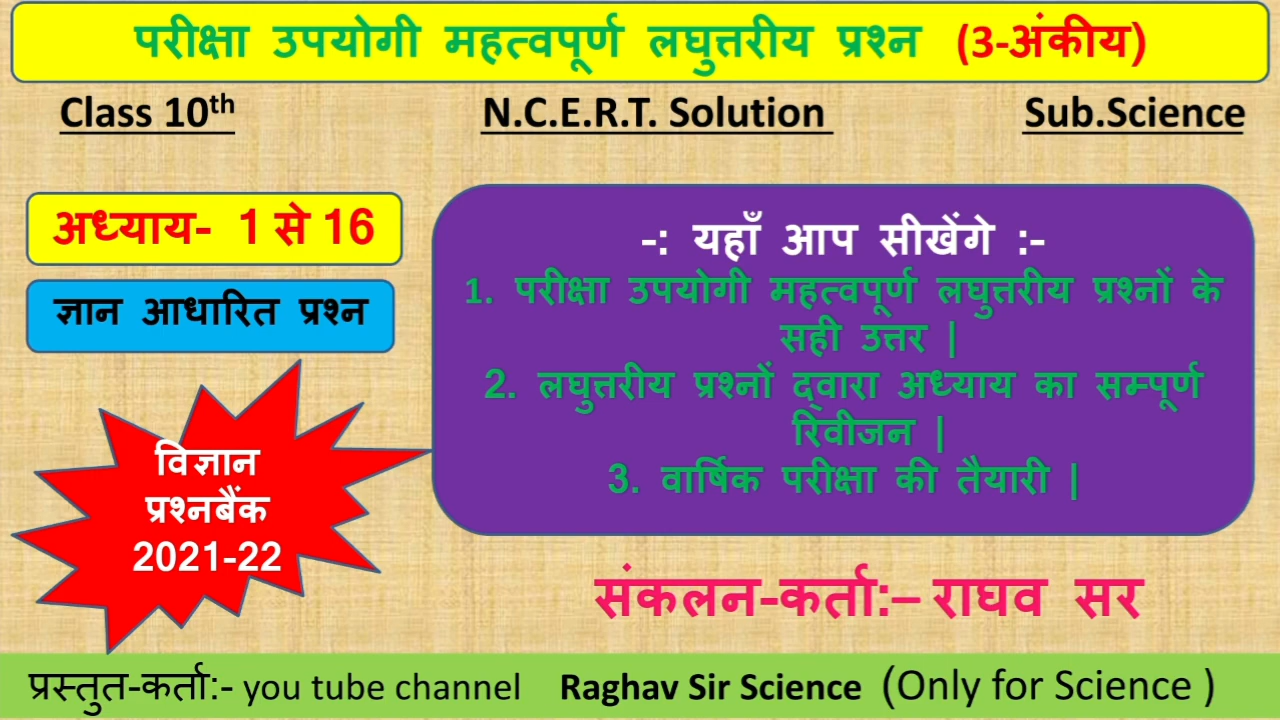 परीक्षा उपयोगी महत्वपूर्ण लघुत्तरीय प्रश्न (3-अंकीय)
Class 10th N.C.E.R.T. Solution Sub.Science
अध्याय- 1 से 16
ज्ञान आधारित प्रश्न
विज्ञान
प्रश्नबैंक
2021-22
-: यहाँ आप सीखेंगे :-
1. परीक्षा उपयोगी महत्वपूर्ण लघुत्तरीय प्रश्नों के
सही उत्तर |
2. लघुत्तरीय प्रश्नों द्वारा अध्याय का सम्पूर्ण
रिवीजन |
3. वार्षिक परीक्षा की तैयारी |
संकलन-कर्ता:– राघव सर
प्रस्तुत-कर्ता:- you tube channel Raghav Sir Science (Only for Science )